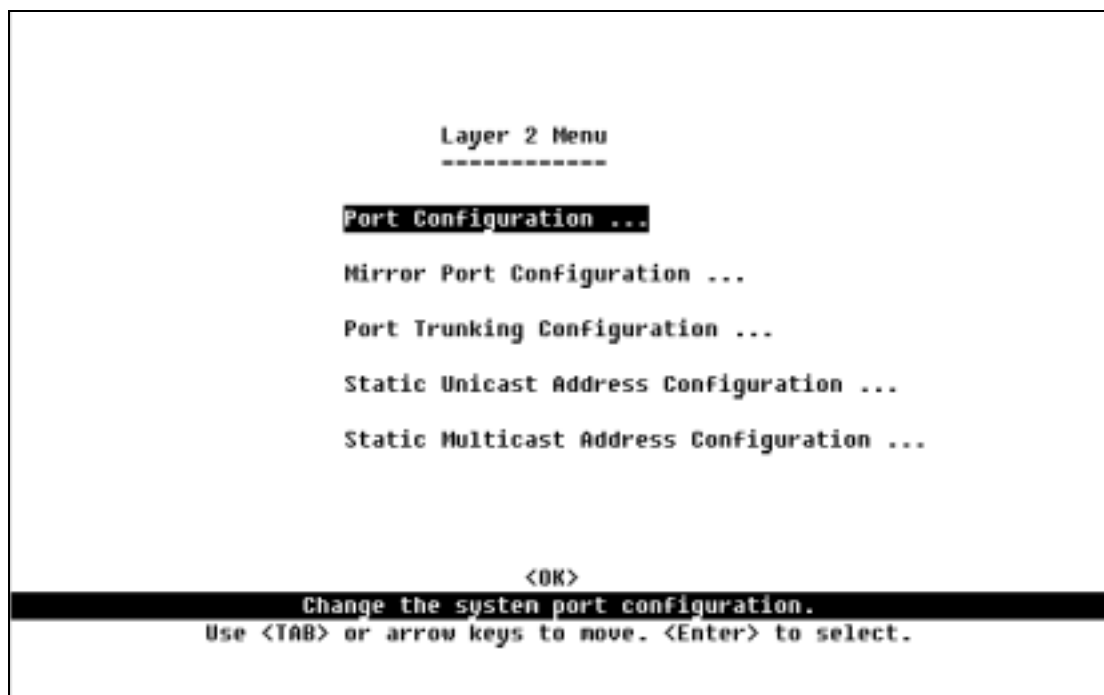 Layer 2 Menu
------------
Port Configuration ...
Mirror Port Configuration ...
Port Trunking Configuration ...
Static Unicast Address Configuration ...
Static Multicast Address Configuration ...
<OK>
Change the system port configuration.
Use <TAB> or arrow keys to move. <Enter> to select.